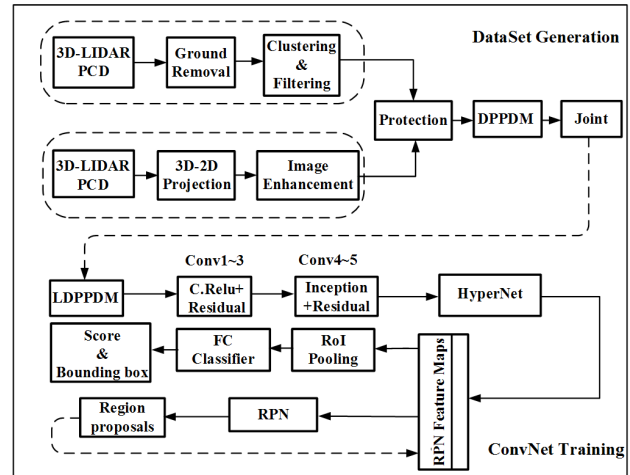 DataSet Generation
3D-LIDAR
PCD
Ground
Removal
Clustering
&
Filtering
Protection
DPPDM
Joint
3D-LIDAR
PCD
3D-2D
Projection
Image
Enhancement
Conv1~3
Conv4~5
LDPPDM
C.Relu+
Residual
Inception
+Residual
HyperNet
Score
&
Bounding box
FC
Classifier
RoI
Pooling
RPN Feature Maps
Region
proposals
RPN
ConvNet Training